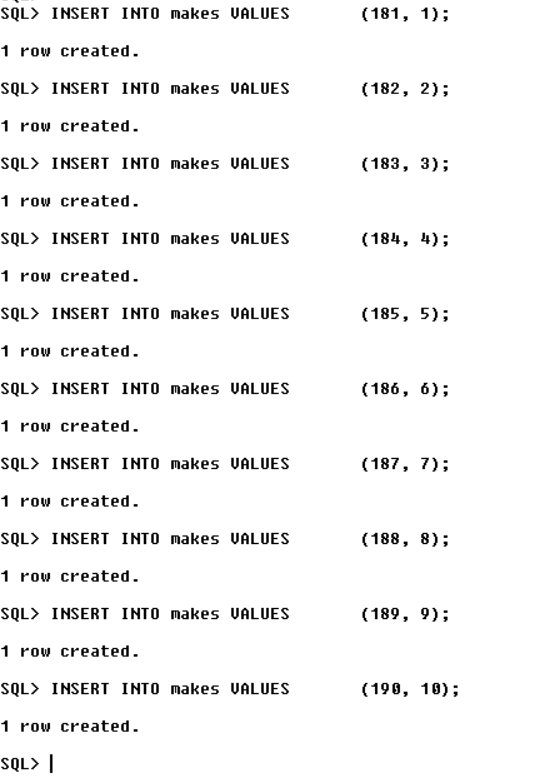 SQL> INSERT INTO makes VALUES (181, 1);
1 row created.
SQL> INSERT INTO makes VALUES (182, 2);
1 row created.
SQL> INSERT INTO makes VALUES (183, 3);
1 row created.
SQL> INSERT INTO makes VALUES (184, 4);
1 row created.
SQL> INSERT INTO makes VALUES (185, 5);
1 row created.
SQL> INSERT INTO makes VALUES (186, 6);
1 row created.
SQL> INSERT INTO makes VALUES (187, 7);
1 row created.
SQL> INSERT INTO makes VALUES (188, 8);
1 row created.
SQL> INSERT INTO makes VALUES (189, 9);
1 row created.
SQL> INSERT INTO makes VALUES (190, 10);
1 row created.
SQL>